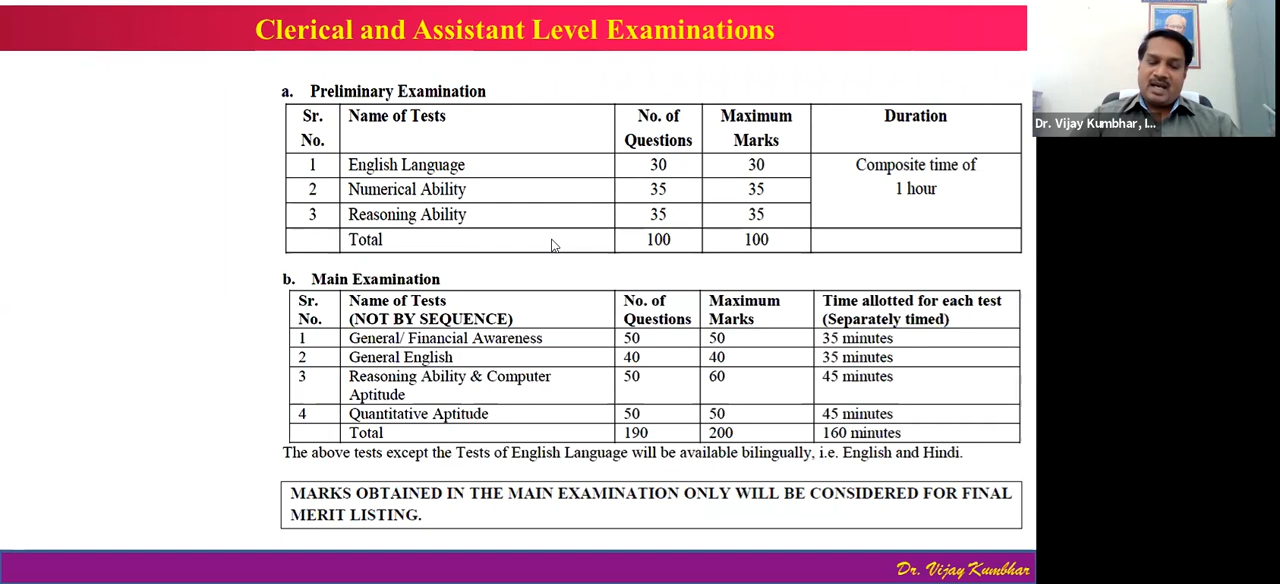 Clerical and Assistant Level Examinations
Dr. Vijay Kumbhar, I...
a. Preliminary Examination
Sr. No. Name of Tests No. of Questions Maximum Marks Duration
1 English Language 30 30 Composite time of 1 hour
2 Numerical Ability 35 35
3 Reasoning Ability 35 35
Total 100 100
b. Main Examination
Sr. No. Name of Tests (NOT BY SEQUENCE) No. of Questions Maximum Marks Time allotted for each test (Separately timed)
1 General/ Financial Awareness 50 50 35 minutes
2 General English 40 40 35 minutes
3 Reasoning Ability & Computer Aptitude 50 60 45 minutes
4 Quantitative Aptitude 50 50 45 minutes
Total 190 200 160 minutes
The above tests except the Tests of English Language will be available bilingually, i.e. English and Hindi.
MARKS OBTAINED IN THE MAIN EXAMINATION ONLY WILL BE CONSIDERED FOR FINAL
MERIT LISTING.
Dr. Vijay Kumbhar